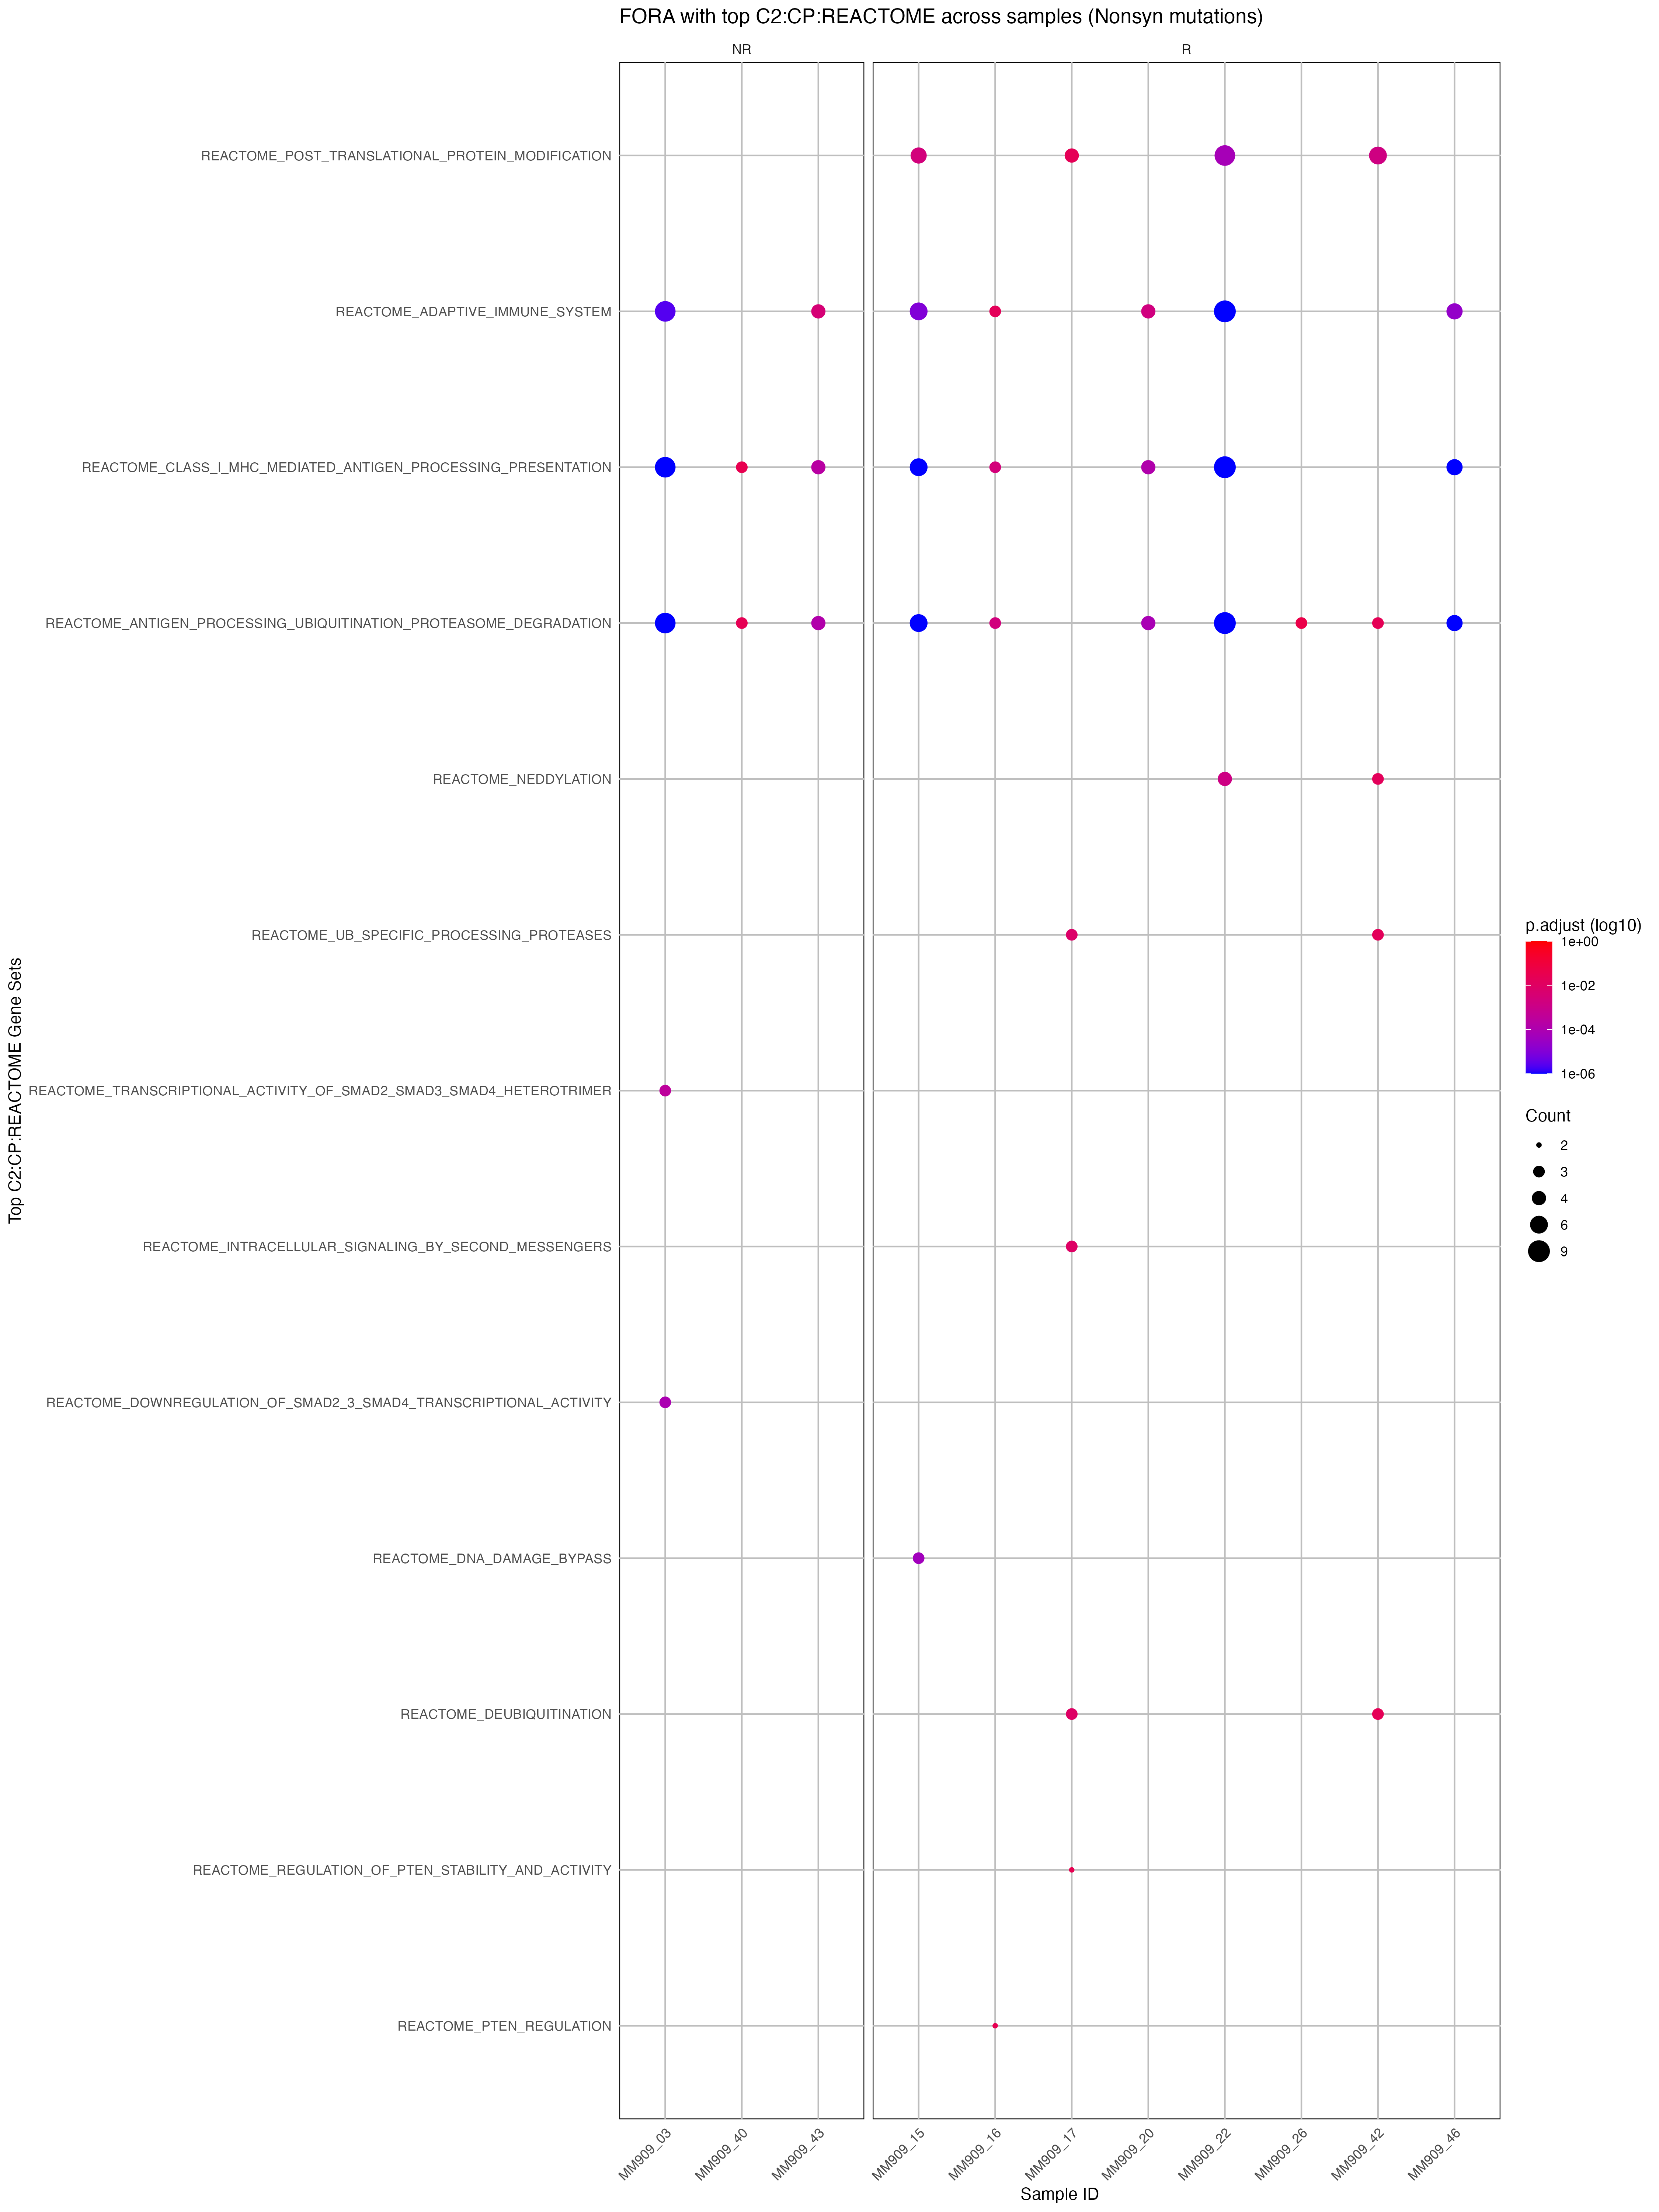 FORA with top C2:CP:REACTOME across samples (Nonsyn mutations)
NR
R
REACTOME_POST_TRANSLATIONAL_PROTEIN_MODIFICATION
REACTOME_ADAPTIVE_IMMUNE_SYSTEM
REACTOME_CLASS_I_MHC_MEDIATED_ANTIGEN_PROCESSING_PRESENTATION
REACTOME_ANTIGEN_PROCESSING_UBIQUITINATION_PROTEASOME_DEGRADATION
REACTOME_NEDDYLATION
REACTOME_UB_SPECIFIC_PROCESSING_PROTEASES
REACTOME_TRANSCRIPTIONAL_ACTIVITY_OF_SMAD2_SMAD3_SMAD4_HETEROTRIMER
REACTOME_INTRACELLULAR_SIGNALING_BY_SECOND_MESSENGERS
REACTOME_DOWNREGULATION_OF_SMAD2_3_SMAD4_TRANSCRIPTIONAL_ACTIVITY
REACTOME_DNA_DAMAGE_BYPASS
REACTOME_DEUBIQUITINATION
REACTOME_REGULATION_OF_PTEN_STABILITY_AND_ACTIVITY
REACTOME_PTEN_REGULATION
Top C2:CP:REACTOME Gene Sets
MM909_03
MM909_40
MM909_43
MM909_15
MM909_16
MM909_17
MM909_20
MM909_22
MM909_26
MM909_42
MM909_46
Sample ID
p.adjust (log10)
1e+00
1e-02
1e-04
1e-06
Count
2
3
4
6
9